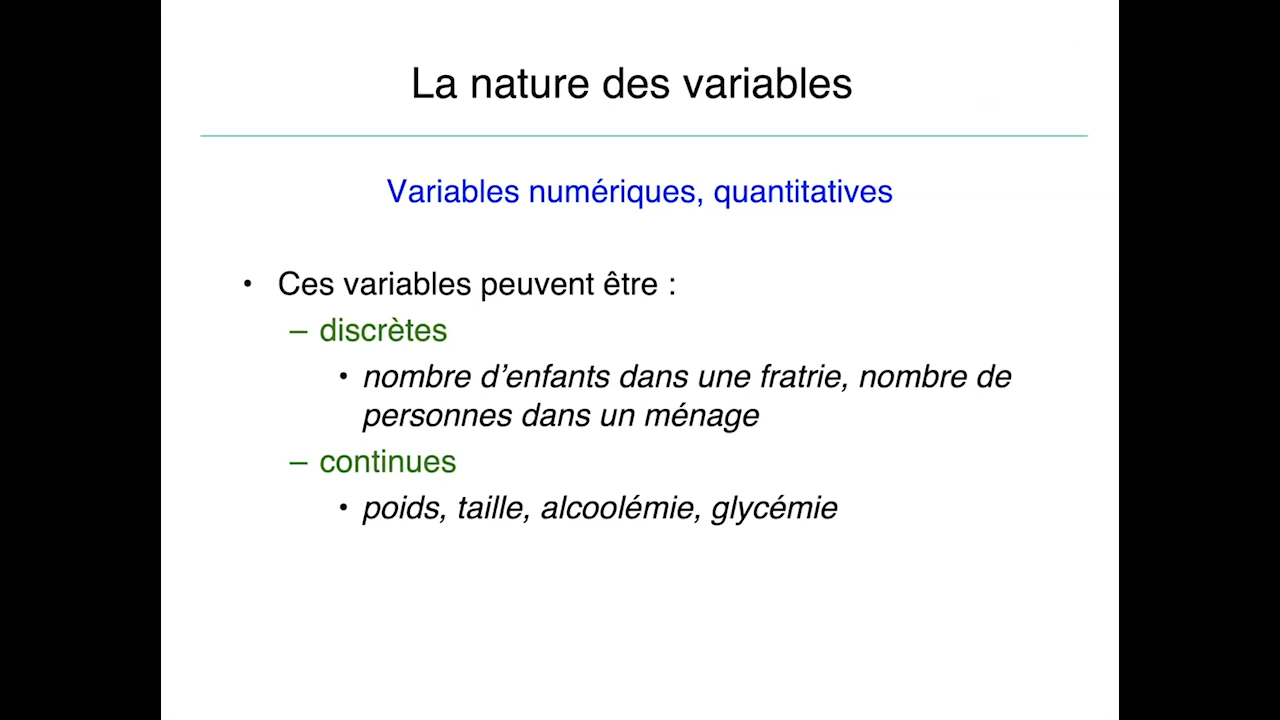 La nature des variables
Variables numériques, quantitatives
• Ces variables peuvent être :
– discrètes
• nombre d’enfants dans une fratrie, nombre de
personnes dans un ménage
– continues
• poids, taille, alcoolémie, glycémie